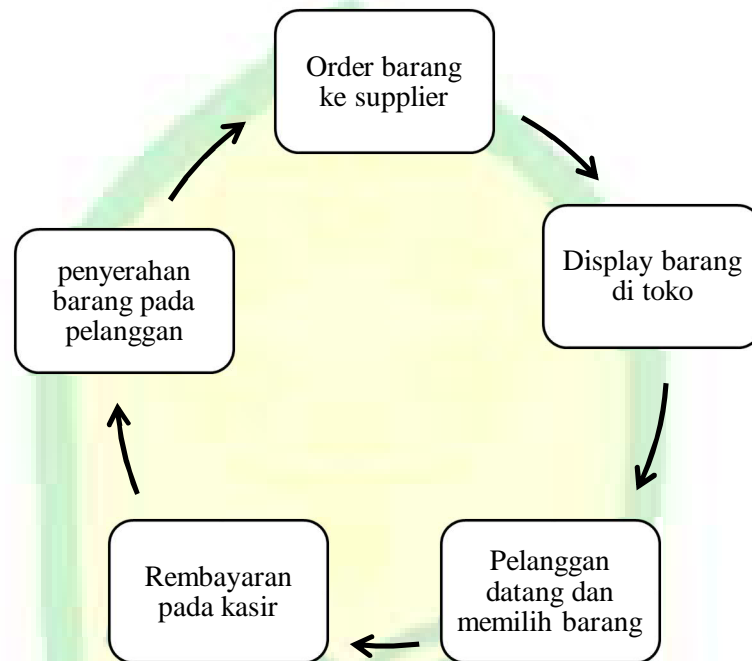 Order barang
ke supplier
Display barang
di toko
Pelanggan
datang dan
memilih barang
Rembayaran
pada kasir
penyerahan
barang pada
pelanggan